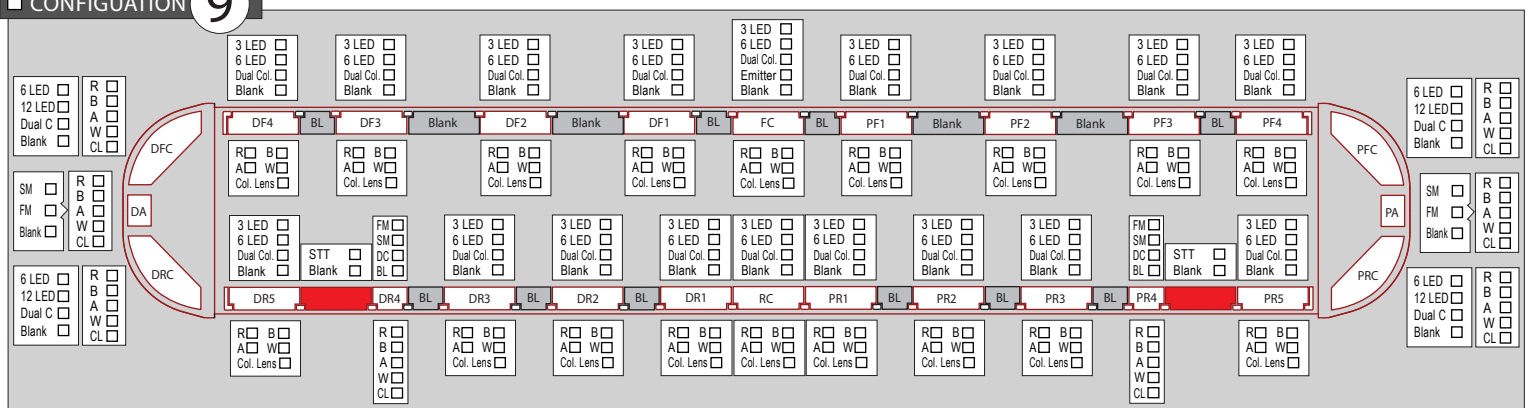 CONFIGUATION 9
3 LED 3 LED 3 LED 3 LED 3 LED 3 LED 3 LED 3 LED 3 LED
6 LED 6 LED 6 LED 6 LED 6 LED 6 LED 6 LED 6 LED 6 LED
Dual Col. Dual Col. Dual Col. Dual Col. Dual Col. Dual Col. Dual Col. Dual Col. Dual Col.
Blank Blank Blank Blank Emitter Blank Blank Blank Blank
Blank
6 LED R
12 LED B
Dual C A
Blank W
CL
SM R
FM B
Blank A
W
CL
6 LED R
12 LED B
Dual C A
Blank W
CL
DFC
DA
DRC
DF4 BL DF3 Blank DF2 Blank DF1 BL FC BL PF1 Blank PF2 Blank PF3 BL PF4
R B R B R B R B R B R B R B R B R B
A W A W A W A W A W A W A W A W A W
Col. Lens Col. Lens Col. Lens Col. Lens Col. Lens Col. Lens Col. Lens Col. Lens Col. Lens
3 LED FM 3 LED 3 LED 3 LED 3 LED 3 LED 3 LED 3 LED FM 3 LED
6 LED STT SM 6 LED 6 LED 6 LED 6 LED 6 LED 6 LED 6 LED SM STT 6 LED
Dual Col. Blank DC Dual Col. Dual Col. Dual Col. Dual Col. Dual Col. Dual Col. Dual Col. DC Blank Dual Col.
Blank BL Blank Blank Blank Blank Blank Blank Blank BL Blank
DR5 DR4 BL DR3 BL DR2 BL DR1 RC PR1 BL PR2 BL PR3 BL PR4 PR5
R B R R B R B R B R B R B R B R B R R B
A W B A W A W A W A W A W A W A W B A W
Col. Lens A Col. Lens Col. Lens Col. Lens Col. Lens Col. Lens Col. Lens Col. Lens A Col. Lens
W W
CL CL
PFC
PA
PRC
6 LED R
12 LED B
Dual C A
Blank W
CL
SM R
FM B
Blank A
W
CL
6 LED R
12 LED B
Dual C A
Blank W
CL